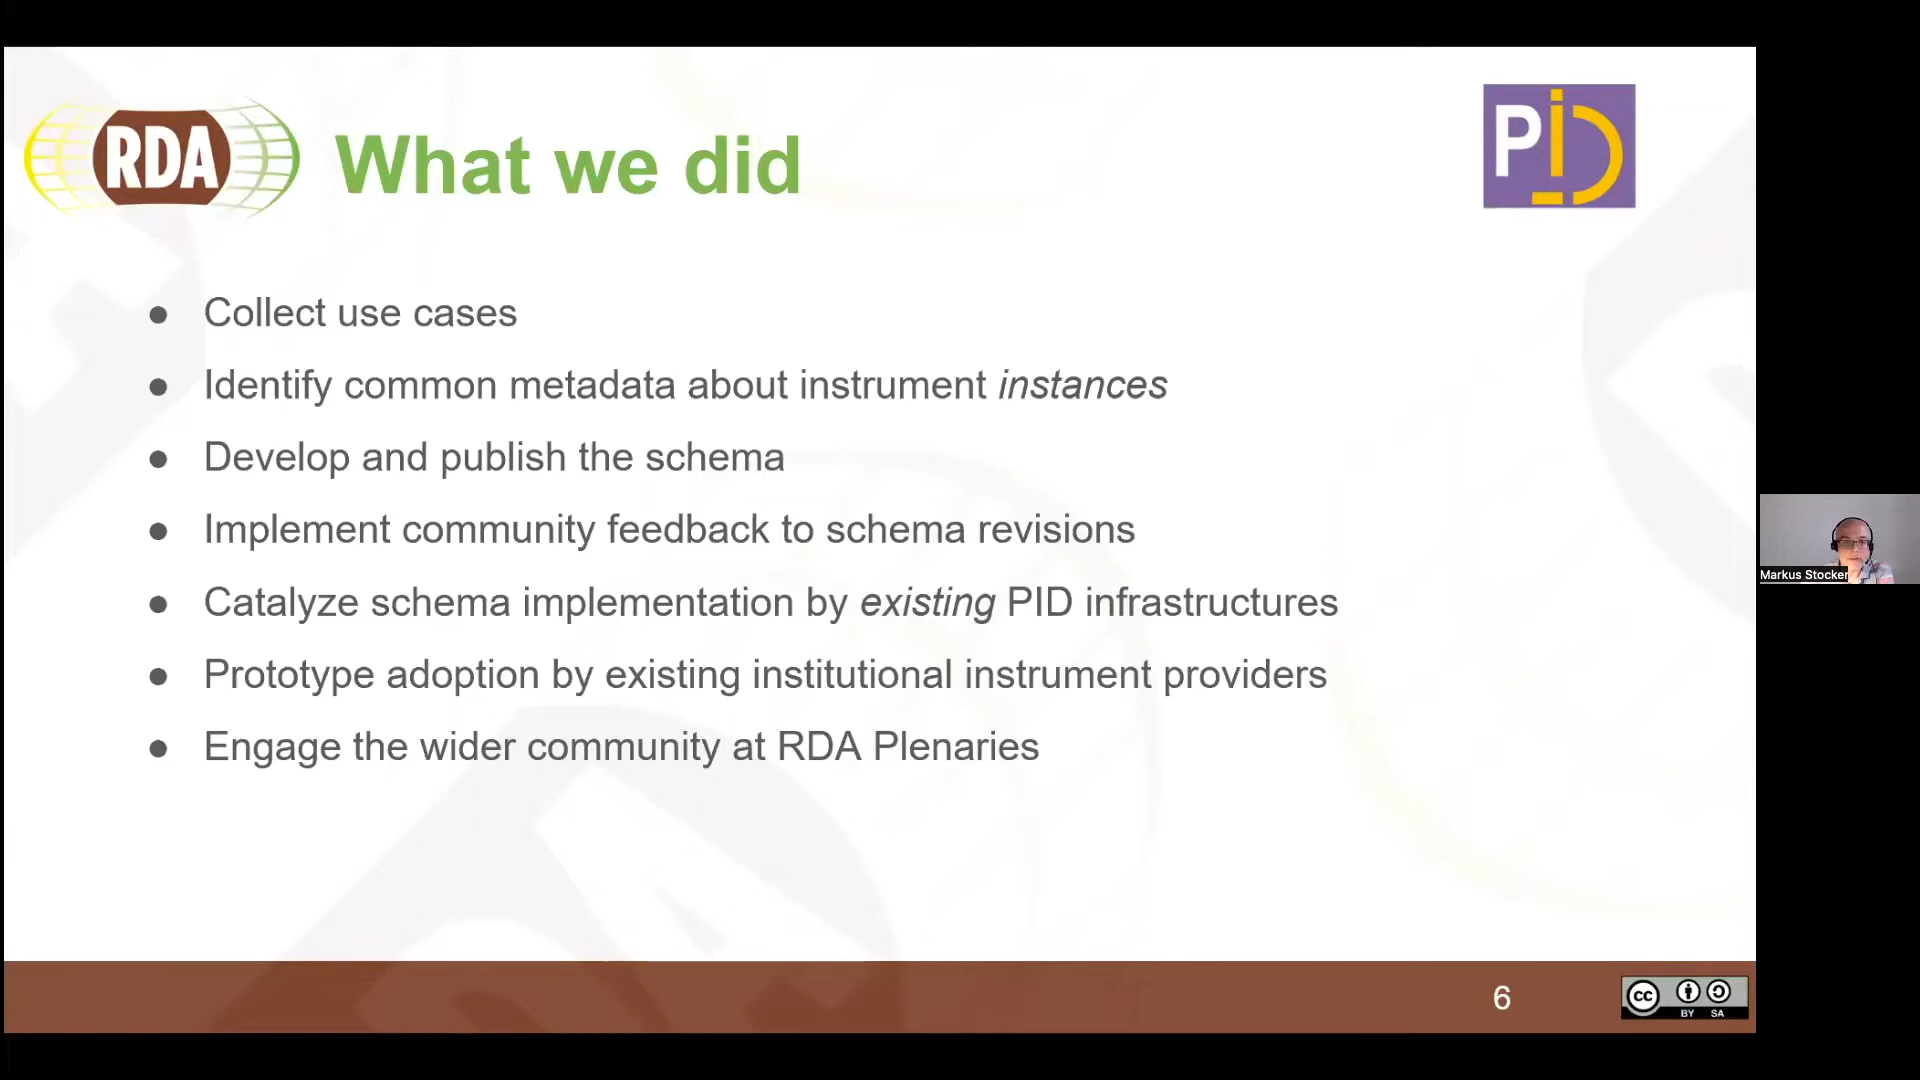 RDA
What we did
PID
● Collect use cases
● Identify common metadata about instrument instances
● Develop and publish the schema
● Implement community feedback to schema revisions
● Catalyze schema implementation by existing PID infrastructures
● Prototype adoption by existing institutional instrument providers
● Engage the wider community at RDA Plenaries
Markus Stocker
6
cc BY SA